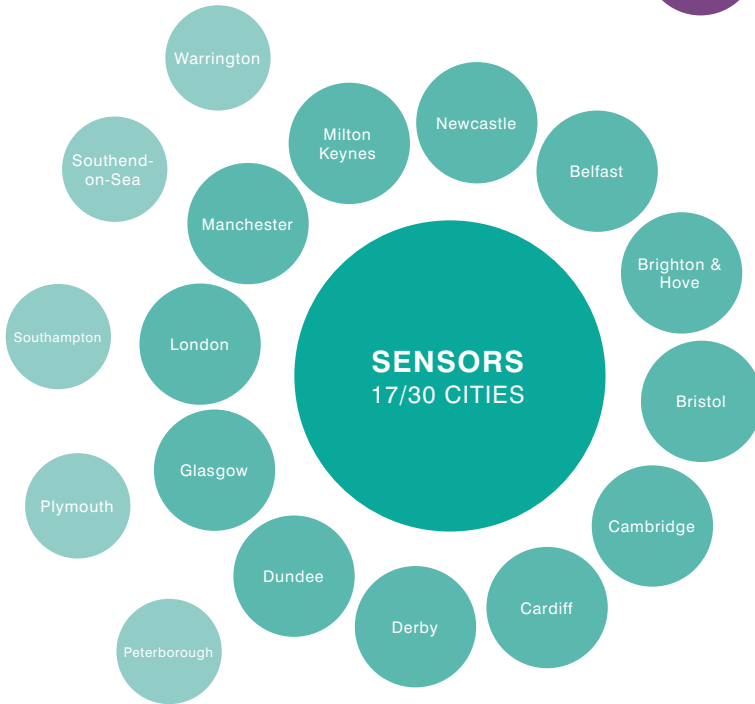 Warrington
Milton
Keynes
Newcastle
Southend-
on-Sea
Belfast
Manchester
Brighton &
Hove
Southampton
London
SENSORS
17/30 CITIES
Bristol
Glasgow
Plymouth
Cambridge
Dundee
Cardiff
Derby
Peterborough